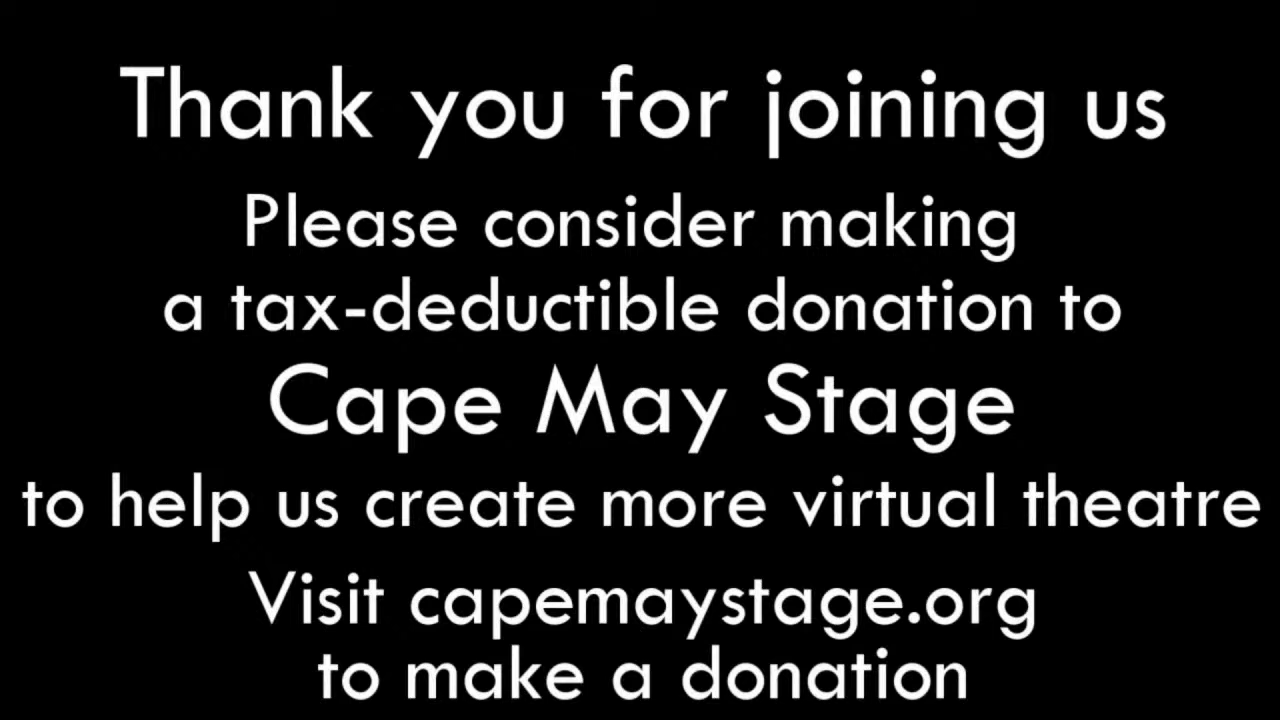 Thank you for joining us
Please consider making
a tax-deductible donation to
Cape May Stage
to help us create more virtual theatre
Visit capemaystage.org
to make a donation